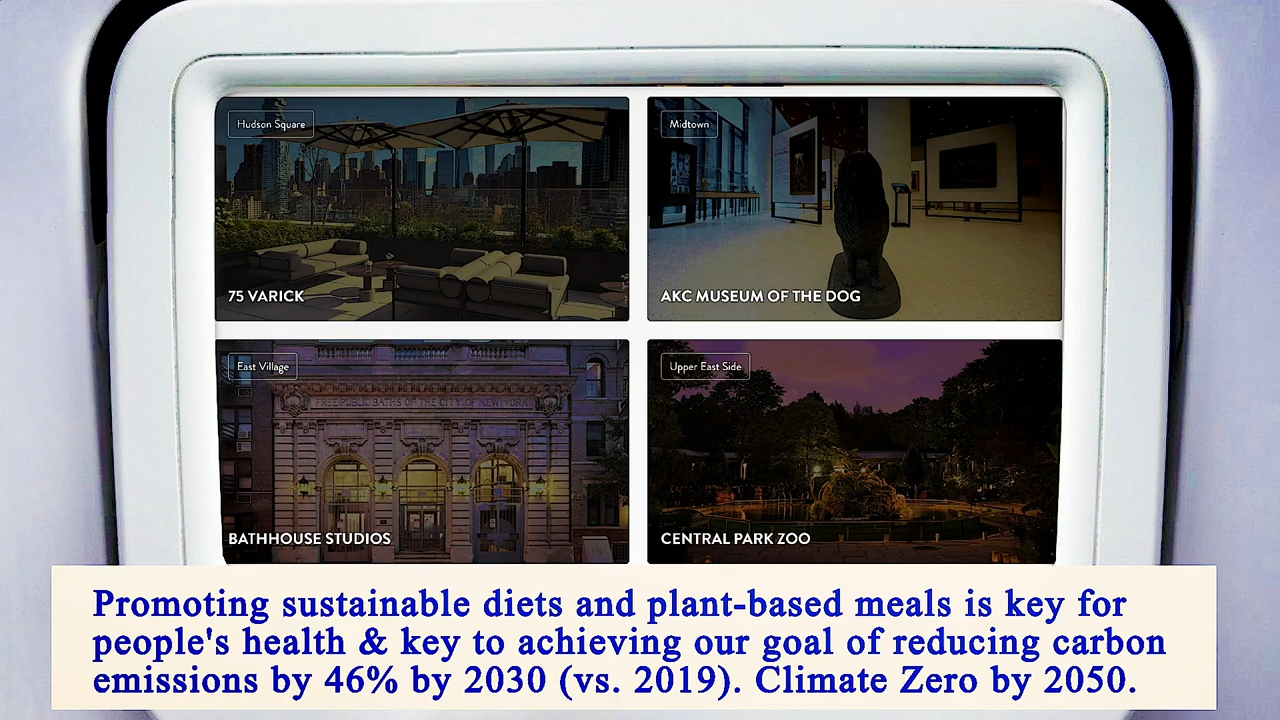 Hudson Square
75 VARICK
Midtown
AKC MUSEUM OF THE DOG
East Village
FREE PUBLIC BATHS OF THE CITY OF NEW YORK
BATHHOUSE STUDIOS
Upper East Side
CENTRAL PARK ZOO
Promoting sustainable diets and plant-based meals is key for
people's health & key to achieving our goal of reducing carbon
emissions by 46% by 2030 (vs. 2019). Climate Zero by 2050.